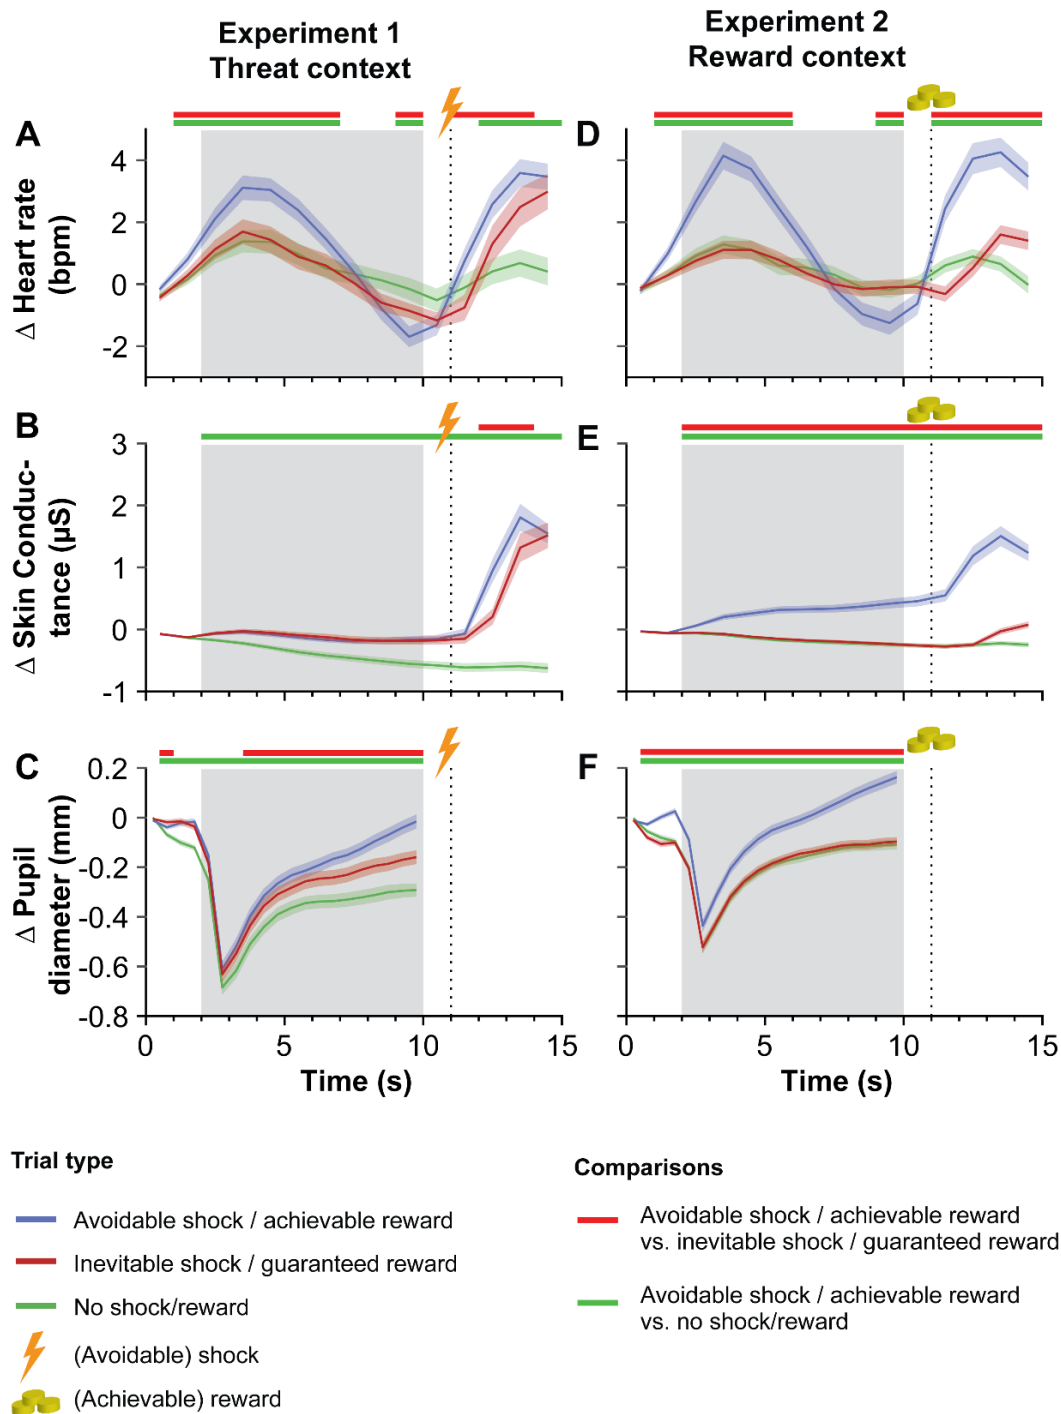 Experiment 1
Threat context
Experiment 2
Reward context
A
Δ Heart rate
(bpm)
4
2
0
-2
D
B
Δ Skin Conduc-
tance (µS)
3
2
1
0
-1
E
C
Δ Pupil
diameter (mm)
0.2
0
-0.2
-0.4
-0.6
-0.8
F
0 5 10 15
Time (s)
0 5 10 15
Time (s)
Trial type
Avoidable shock / achievable reward
Inevitable shock / guaranteed reward
No shock/reward
(Avoidable) shock
(Achievable) reward
Comparisons
Avoidable shock / achievable reward
vs. inevitable shock / guaranteed reward
Avoidable shock / achievable reward
vs. no shock/reward